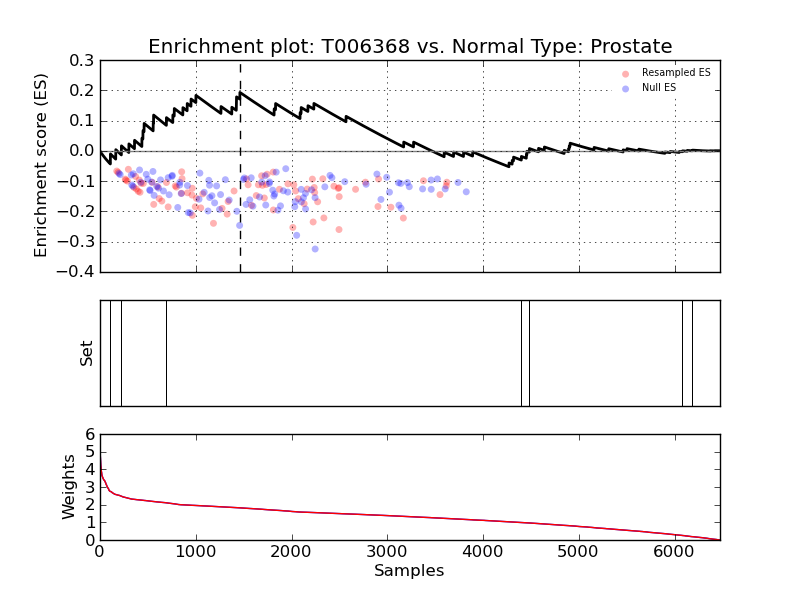 Enrichment plot: T006368 vs. Normal Type: Prostate
Enrichment score (ES)
0.3
0.2
0.1
0.0
−0.1
−0.2
−0.3
−0.4
Resampled ES
Null ES
Set
Weights
6
5
4
3
2
1
0
0 1000 2000 3000 4000 5000 6000
Samples